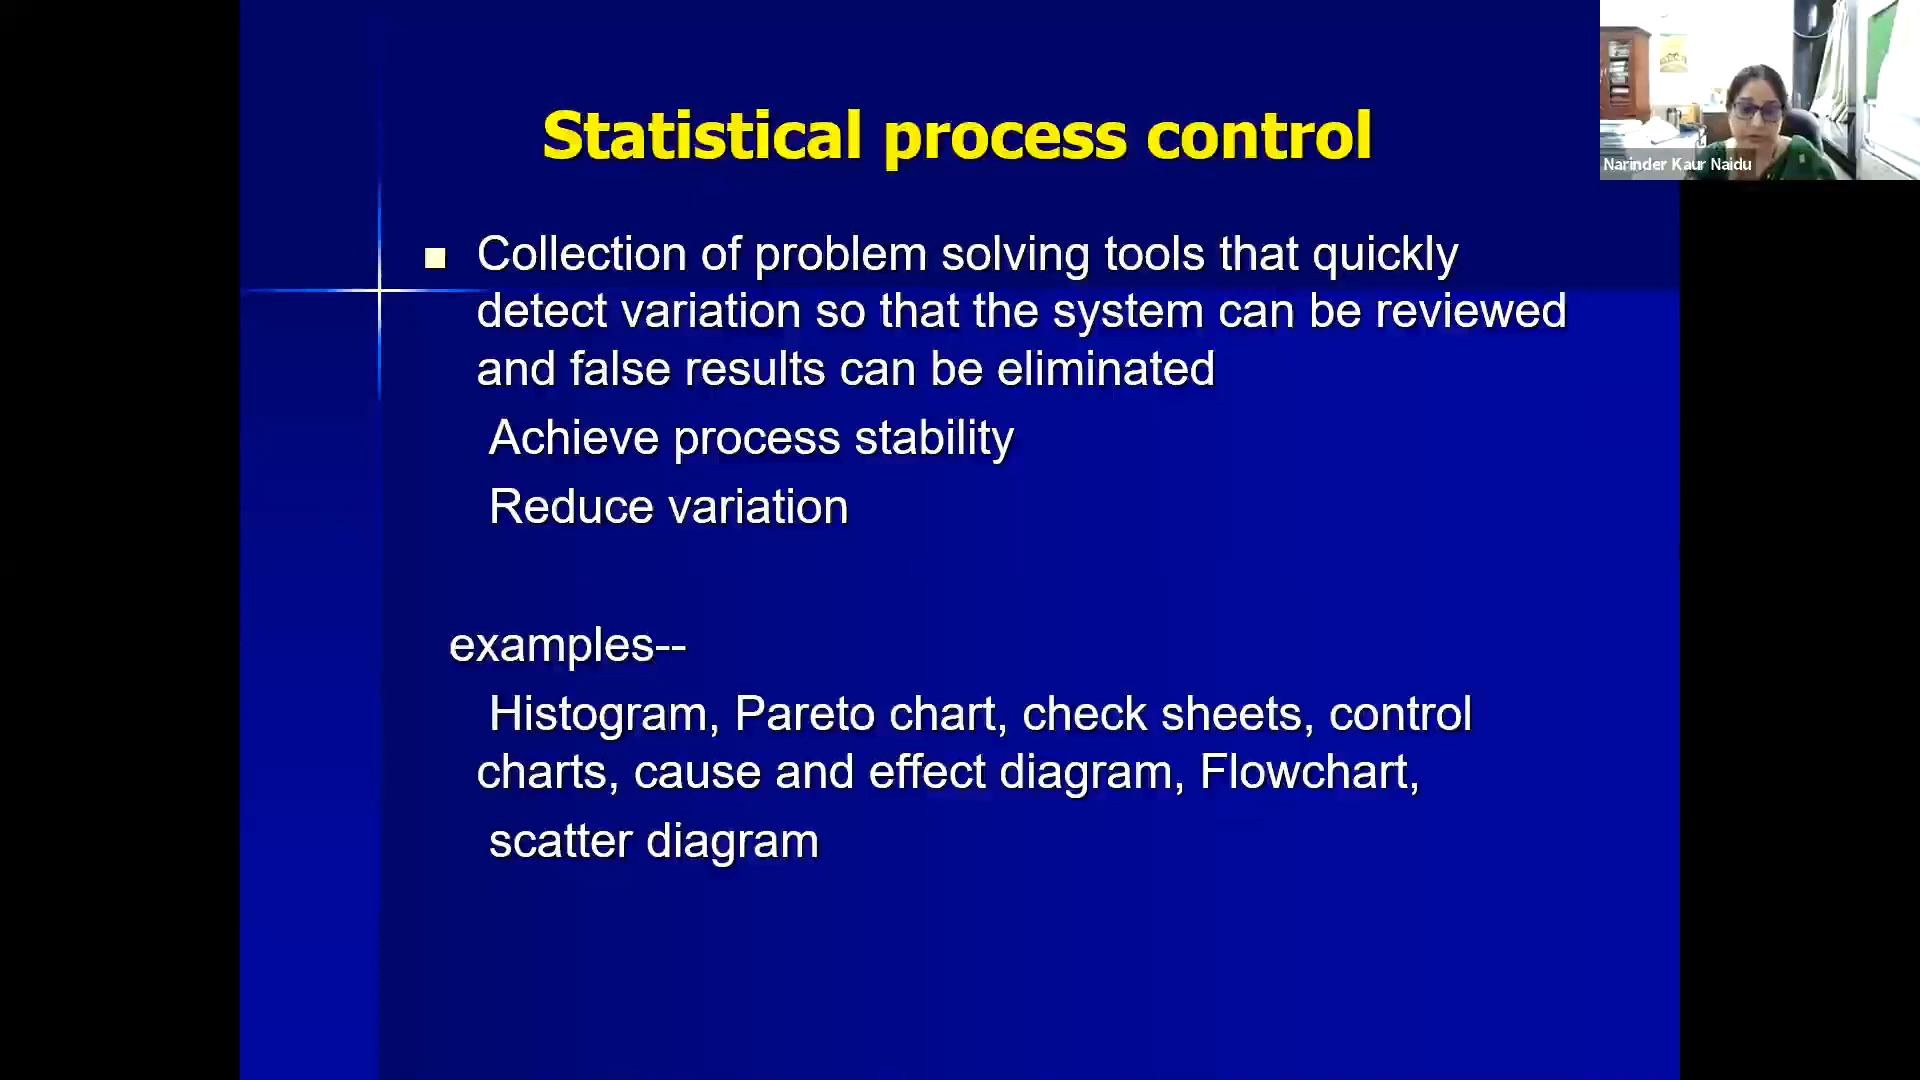 Statistical process control
Narinder Kaur Naidu
Collection of problem solving tools that quickly
detect variation so that the system can be reviewed
and false results can be eliminated
Achieve process stability
Reduce variation
examples--
Histogram, Pareto chart, check sheets, control
charts, cause and effect diagram, Flowchart,
scatter diagram